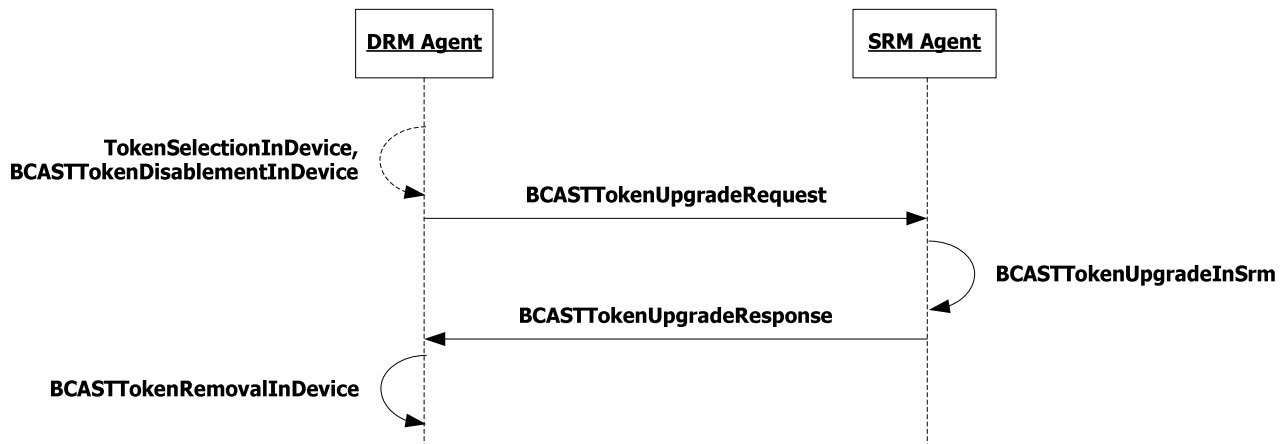 DRM Agent
SRM Agent
TokenSelectionInDevice,
BCASTTokenDisablementInDevice
BCASTTokenUpgradeRequest
BCASTTokenUpgradeInSrm
BCASTTokenUpgradeResponse
BCASTTokenRemovalInDevice